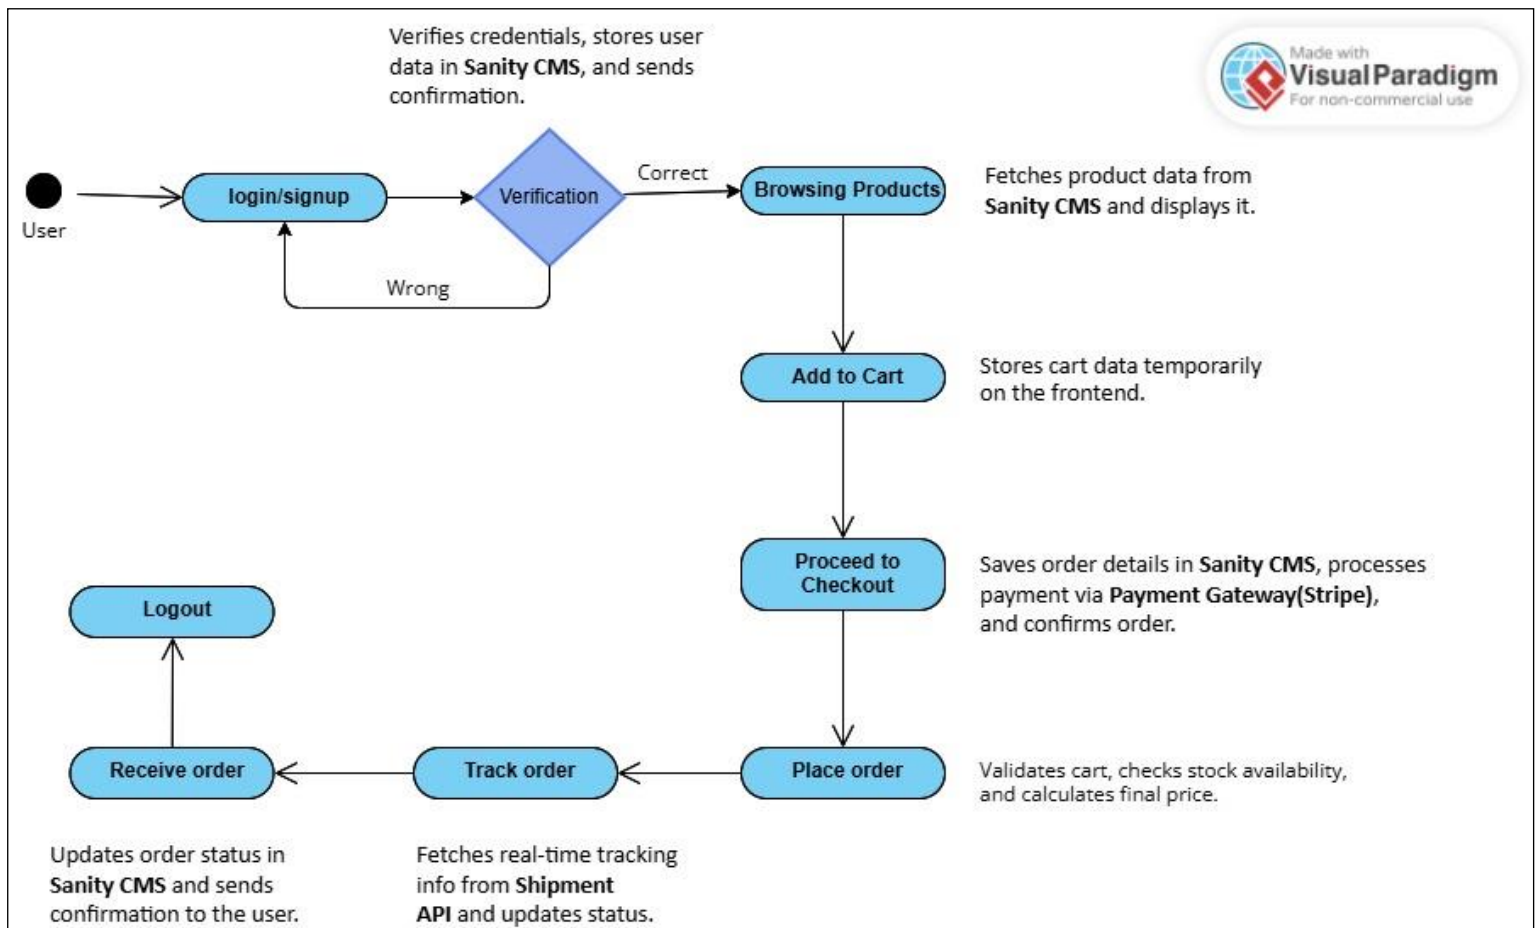 Verifies credentials, stores user
data in Sanity CMS, and sends
confirmation.
Made with
VisualParadigm
For non-commercial use
User
login/signup
Verification
Correct
Wrong
Browsing Products
Fetches product data from
Sanity CMS and displays it.
Add to Cart
Stores cart data temporarily
on the frontend.
Proceed to
Checkout
Saves order details in Sanity CMS, processes
payment via Payment Gateway(Stripe),
and confirms order.
Place order
Validates cart, checks stock availability,
and calculates final price.
Track order
Fetches real-time tracking
info from Shipment
API and updates status.
Receive order
Updates order status in
Sanity CMS and sends
confirmation to the user.
Logout